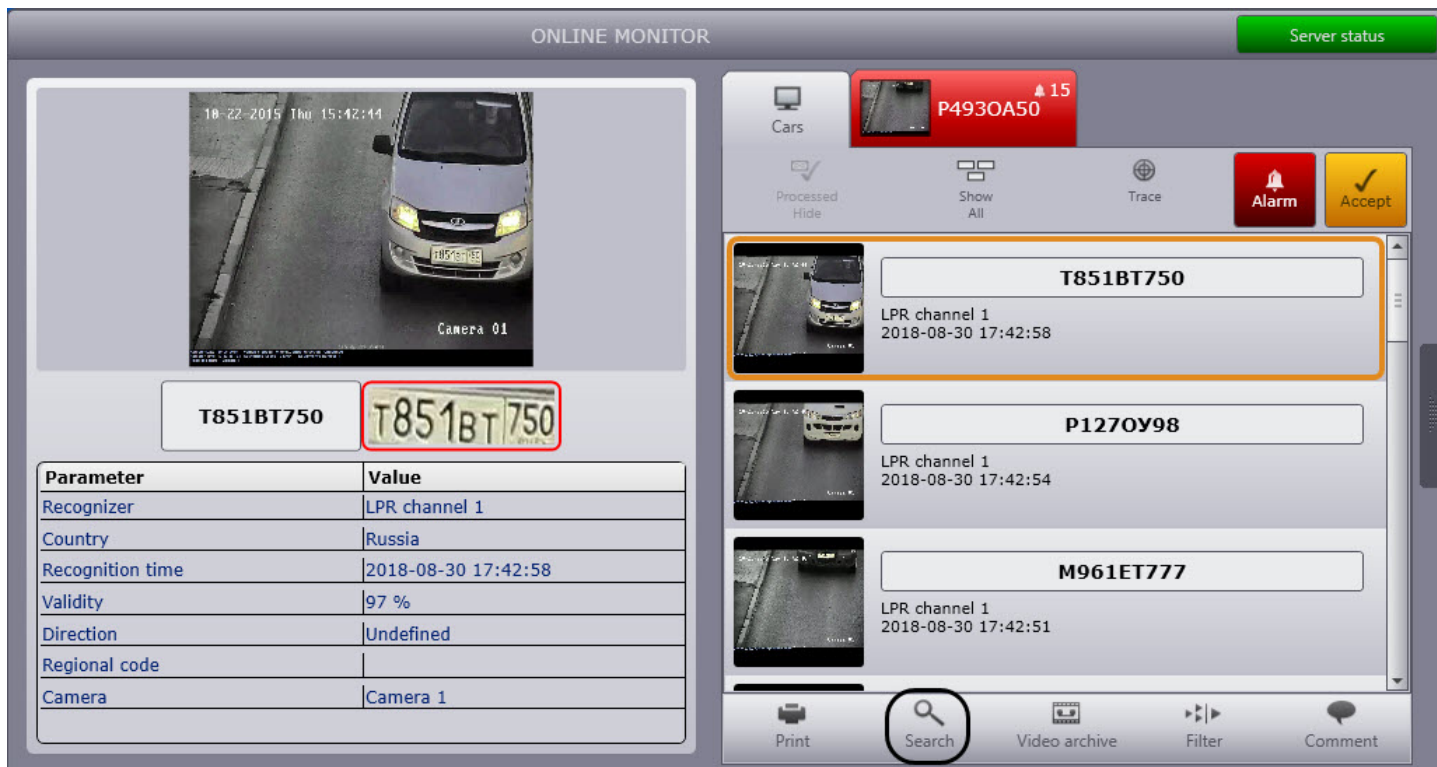 ONLINE MONITOR
Server status
10-22-2015 Thu 15:42:44
T851BT 750
Camera 01
T851BT750
T851BT 750
Parameter Value
Recognizer LPR channel 1
Country Russia
Recognition time 2018-08-30 17:42:58
Validity 97 %
Direction Undefined
Regional code
Camera Camera 1
Cars
P493OA50
15
Processed
Hide
Show
All
Trace
Alarm
Accept
T851BT750
LPR channel 1
2018-08-30 17:42:58
P127OY98
LPR channel 1
2018-08-30 17:42:54
M961ET777
LPR channel 1
2018-08-30 17:42:51
Print
Search
Video archive
Filter
Comment